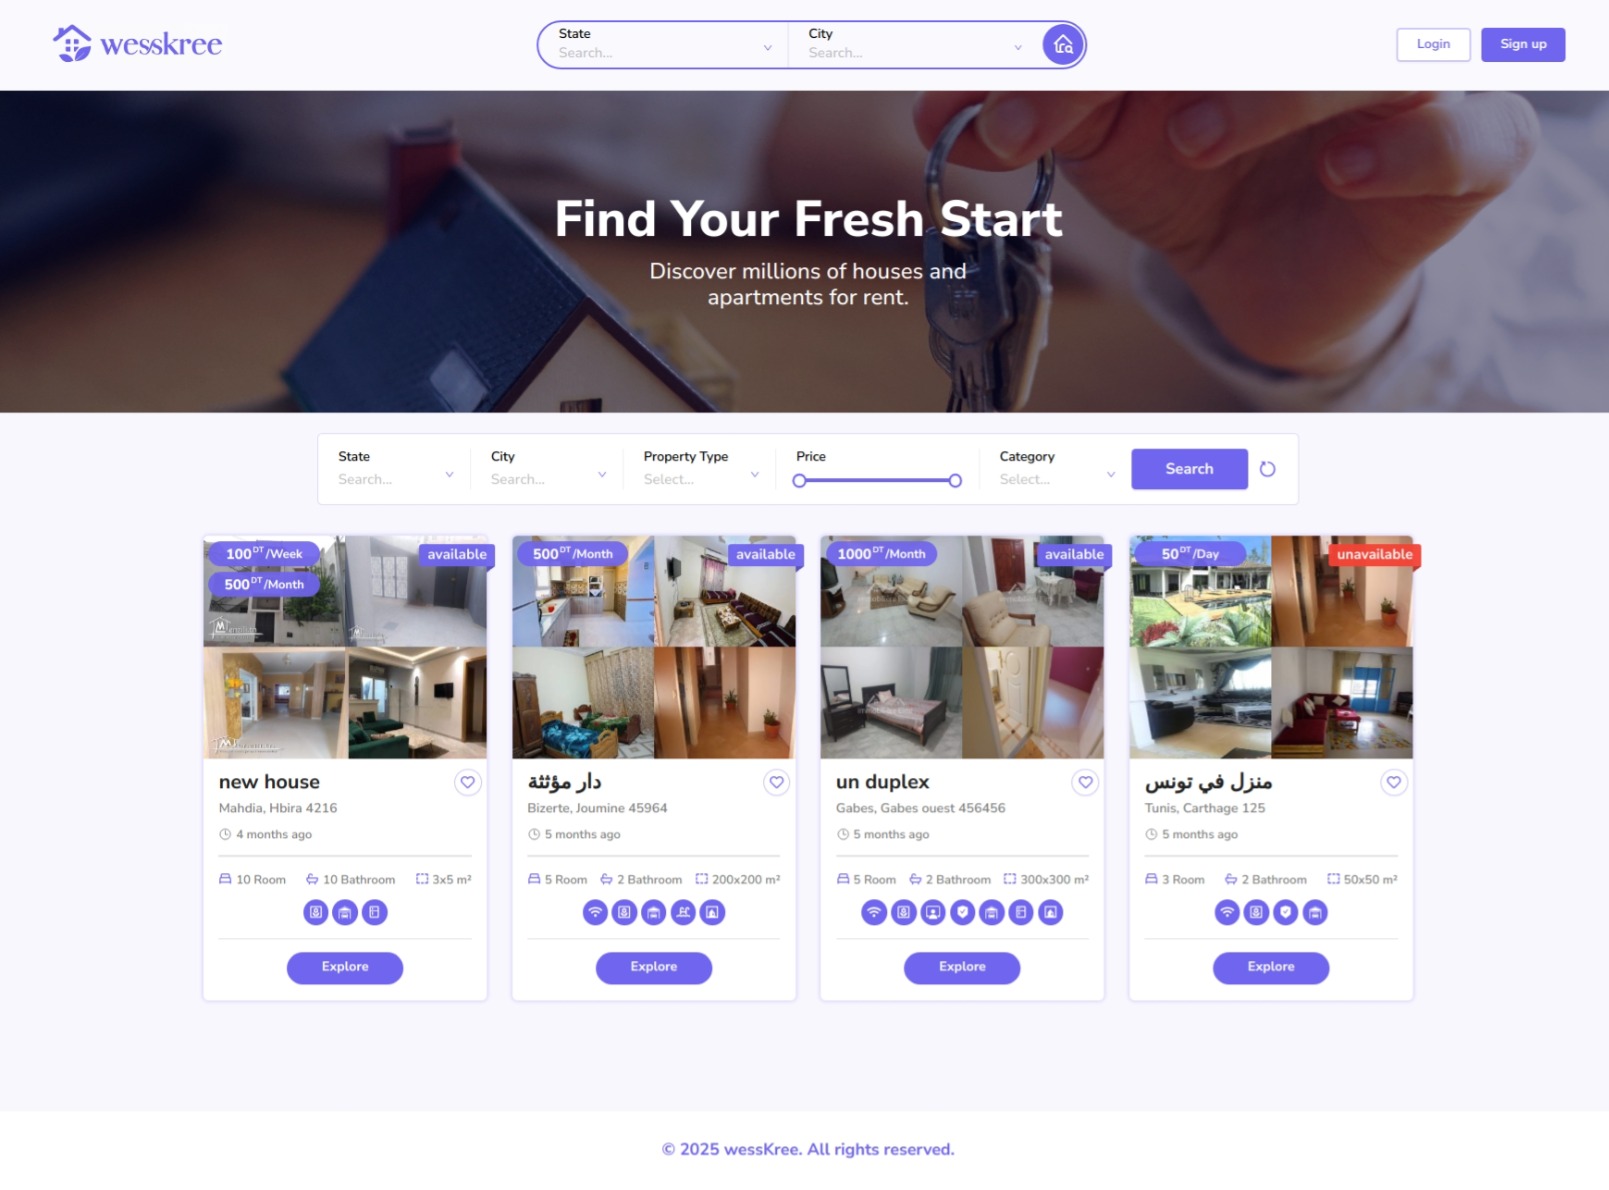 wesskree
State
Search...
City
Search...
Login
Sign up
Find Your Fresh Start
Discover millions of houses and
apartments for rent.
State
Search...
City
Search...
Property Type
Select...
Price
Category
Select...
Search
100 DT/Week
500 DT/Month
available
new house
Mahdia, Hbira 4216
4 months ago
10 Room
10 Bathroom
3x5 m²
Explore
500 DT/Month
available
دار مؤثثة
Bizerte, Joumine 45964
5 months ago
5 Room
2 Bathroom
200x200 m²
Explore
1000 DT/Month
available
un duplex
Gabes, Gabes ouest 456456
5 months ago
5 Room
2 Bathroom
300x300 m²
Explore
50 DT/Day
unavailable
منزل في تونس
Tunis, Carthage 125
5 months ago
3 Room
2 Bathroom
50x50 m²
Explore
© 2025 wessKree. All rights reserved.